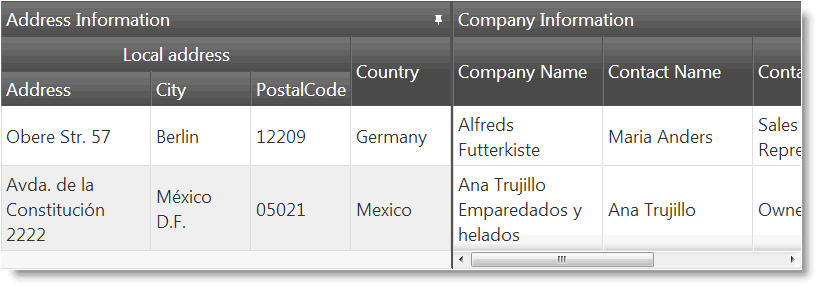 Address Information
Company Information
Local address
Country
Company Name
Contact Name
Conta
Address
City
PostalCode
Obere Str. 57
Berlin
12209
Germany
Alfreds
Futterkiste
Maria Anders
Sales
Repre
Avda. de la
Constitución
2222
México
D.F.
05021
Mexico
Ana Trujillo
Emparedados y
helados
Ana Trujillo
Owne